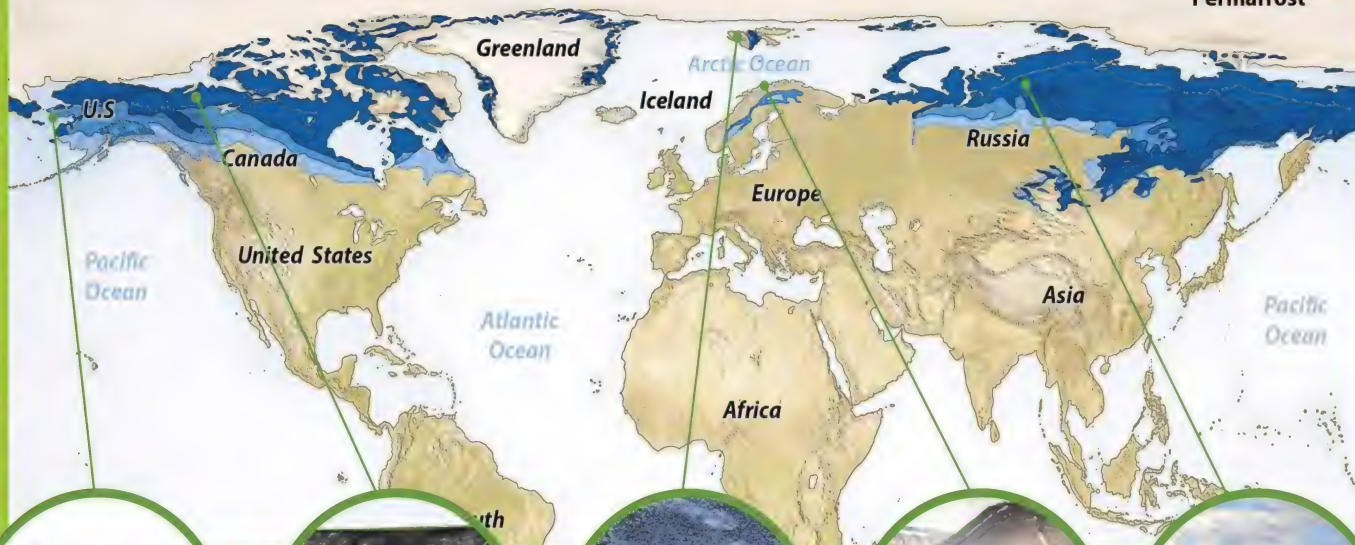 Permafrost
Greenland
Arctic Ocean
Iceland
U.S
Canada
Russia
Europe
United States
Pacific
Ocean
Asia
Atlantic
Ocean
Pacific
Ocean
Africa
uth